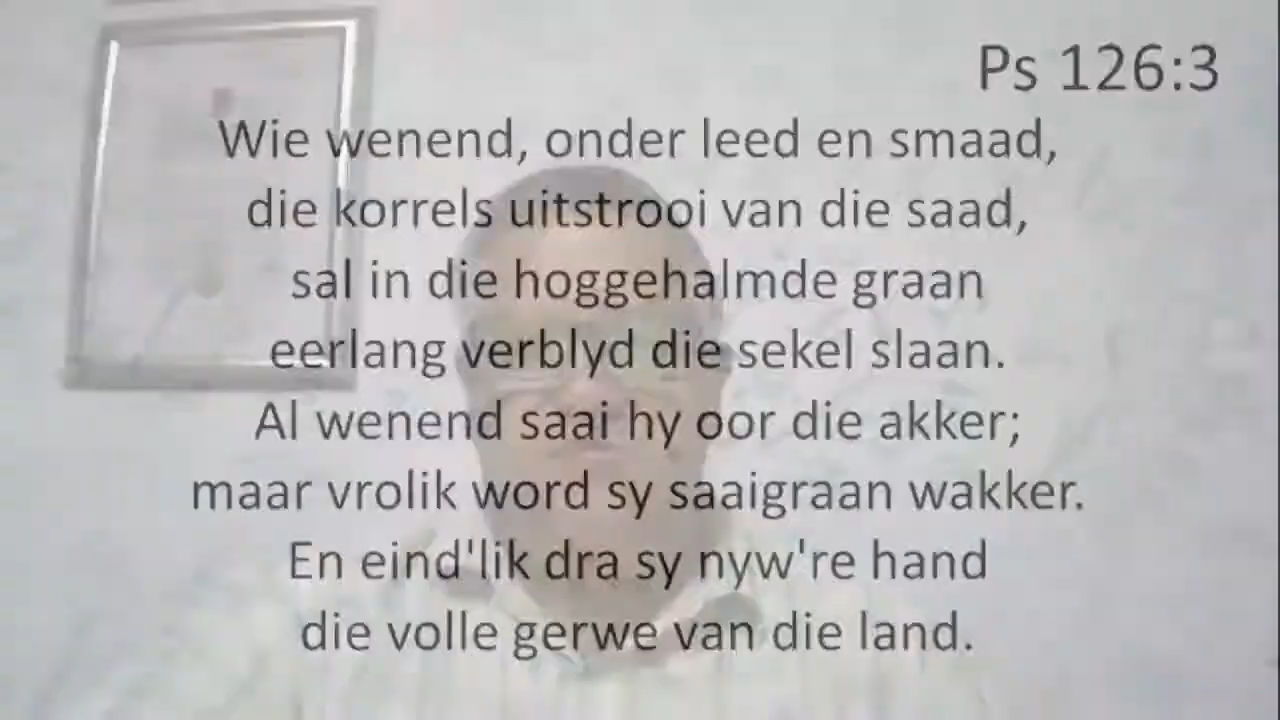 Ps 126:3
Wie wenend, onder leed en smaad,
die korrels uitstrooi van die saad,
sal in die hoggehalmde graan
eerlang verblyd die sekel slaan.
Al wenend saai hy oor die akker;
maar vrolik word sy saaigraan wakker.
En eind'lik dra sy nyw're hand
die volle gerwe van die land.